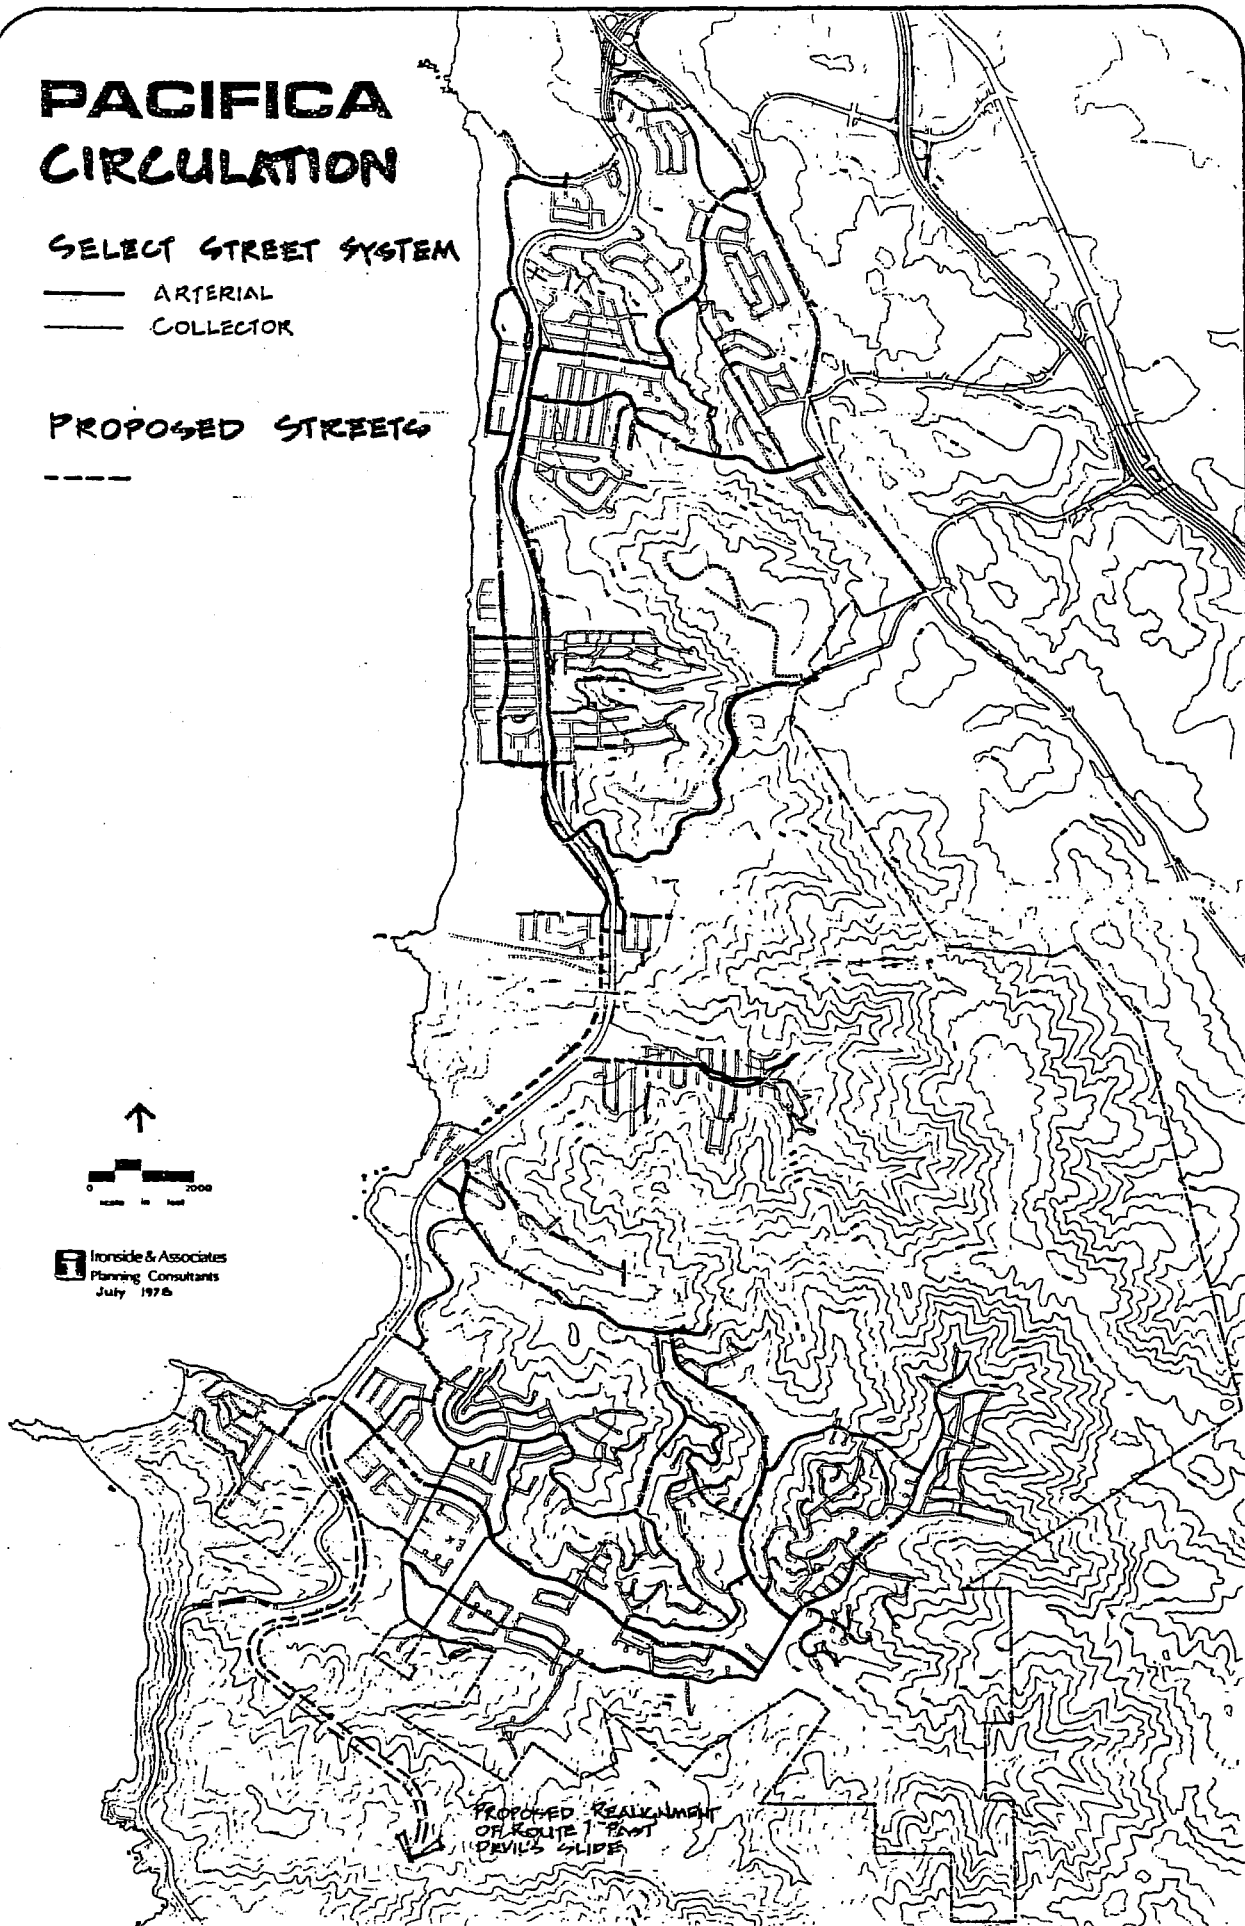 PACIFICA
CIRCULATION
SELECT STREET SYSTEM
ARTERIAL
COLLECTOR
PROPOSED STREETS
0 2000
scale in feet
Ironside & Associates
Planning Consultants
July 1978
PROPOSED REALIGNMENT
OF ROUTE 1 PAST
DEVIL'S SLIDE